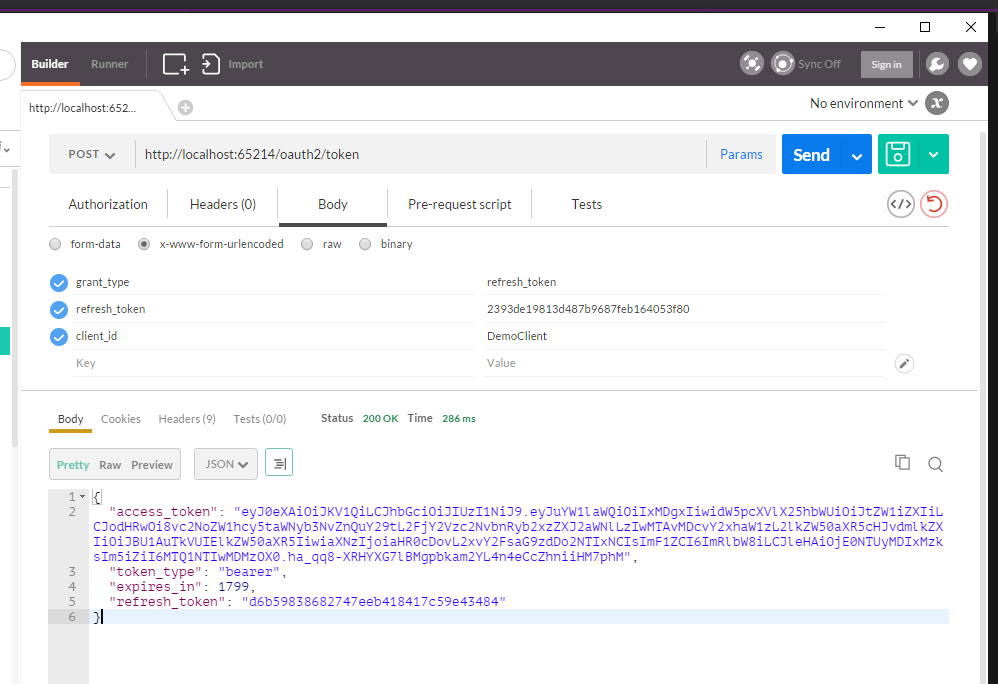 Builder Runner Import Sync Off Sign in
http://localhost:652... No environment
POST http://localhost:65214/oauth2/token Params Send
Authorization Headers (0) Body Pre-request script Tests
form-data x-www-form-urlencoded raw binary
grant_type refresh_token
refresh_token 2393de19813d487b9687feb164053f80
client_id DemoClient
Key Value
Body Cookies Headers (9) Tests (0/0) Status 200 OK Time 286 ms
Pretty Raw Preview JSON
1 {
2 "access_token": "eyJ0eXAiOiJKV1QiLCJhbGciOiJIUzI1NiJ9.eyJuYW1laWQiOiIxMDgxIiwidW5pcXVlX25hbWUiOiJtZW1iZXIiL
CJodHRwOi8vc2NoZW1hcy5taWNyb3NvZnQuY29tL2FjY2Vzc2NvbnRyb2xzZXJ2aWNlLzIwMTAvMDcvY2xhaW1zL2lkZW50aXR5cHJvdmlkZX
IiOiJBU1AuTkVUIElkZW50aXR5IiwiaXNzIjoiaHR0cDovL2xvY2FsaG9zdDo2NTIxNCIsImF1ZCI6ImRlbW8iLCJleHAiOjE0NTUyMDIxMzk
sIm5iZiI6MTQ1NTIwMDMzOX0.ha_qq8-XRHYXG7lBMgpbkam2YL4n4eCcZhniiHM7phM",
3 "token_type": "bearer",
4 "expires_in": 1799,
5 "refresh_token": "d6b59838682747eeb418417c59e43484"
6 }